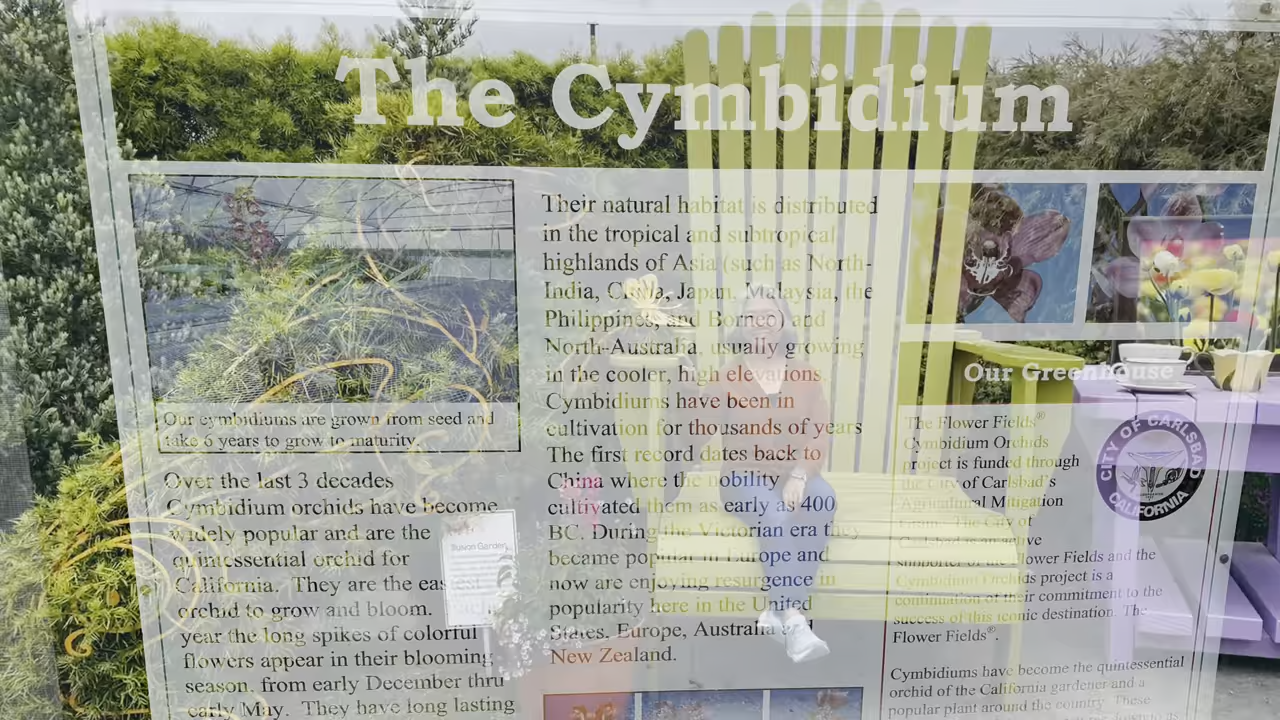 The Cymbidium
Our cymbidiums are grown from seed and
take 6 years to grow to maturity.
Over the last 3 decades
Cymbidium orchids have become
widely popular and are the
quintessential orchid for
California. They are the easiest
orchid to grow and bloom. Each
year the long spikes of colorful
flowers appear in their blooming
season, from early December thru
early May. They have long lasting
Their natural habitat is distributed
in the tropical and subtropical
highlands of Asia (such as North-
India, China, Japan, Malaysia, the
Philippines, and Borneo) and
North-Australia, usually growing
in the cooler, high elevations.
Cymbidiums have been in
cultivation for thousands of years
The first record dates back to
China where the nobility
cultivated them as early as 400
BC. During the Victorian era they
became popular in Europe and
now are enjoying resurgence in
popularity here in the United
States, Europe, Australia and
New Zealand.
Our Greenhouse
The Flower Fields®
Cymbidium Orchids
project is funded through
the City of Carlsbad's
Agricultural Mitigation
The City of
Flower Fields and the
Cymbidium Orchids project is a
continuation of their commitment to the
success of this iconic destination. The
Flower Fields®.
Cymbidiums have become the quintessential
orchid of the California gardener and a
popular plant around the country. These
CITY OF CARLSBAD
CALIFORNIA
Illusion Garden